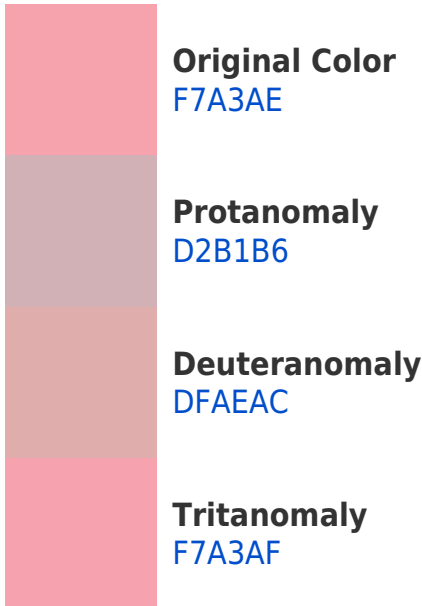 Original Color
F7A3AE
Protanomaly
D2B1B6
Deuteranomaly
DFAEAC
Tritanomaly
F7A3AF